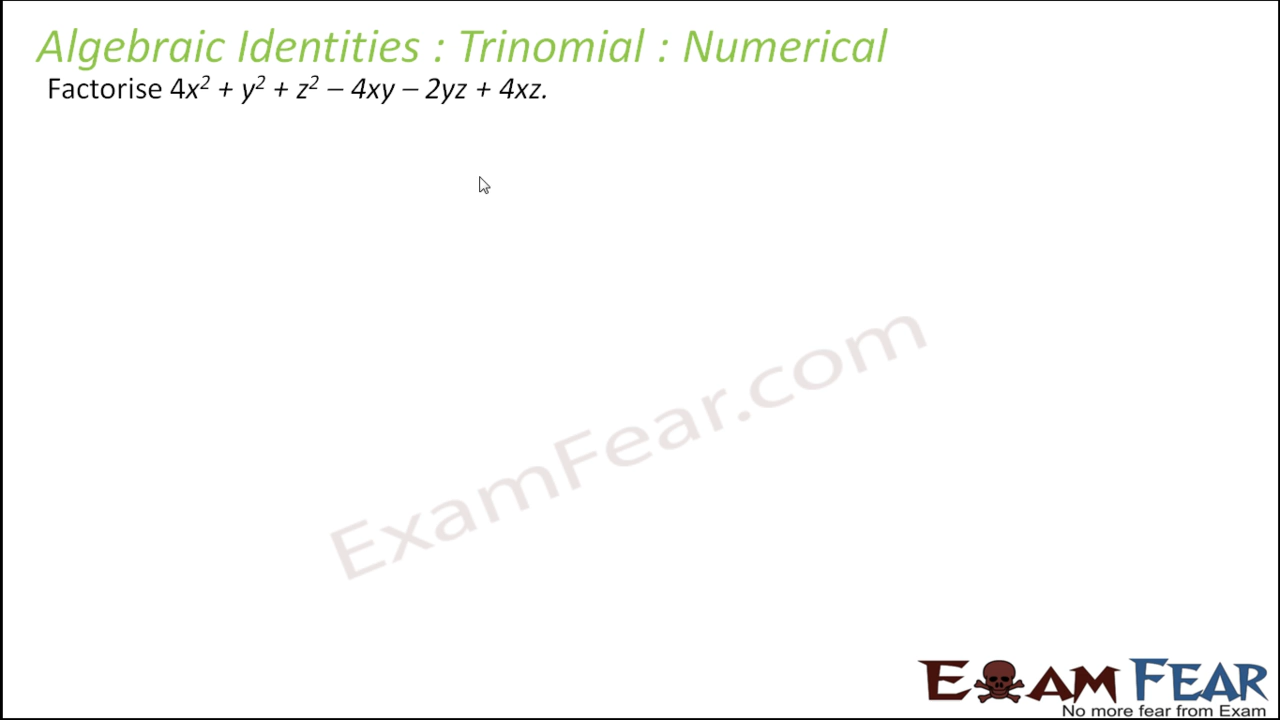 Algebraic Identities : Trinomial : Numerical
Factorise 4x² + y² + z² – 4xy – 2yz + 4xz.
ExamFear.com
EXAM FEAR
No more fear from Exam